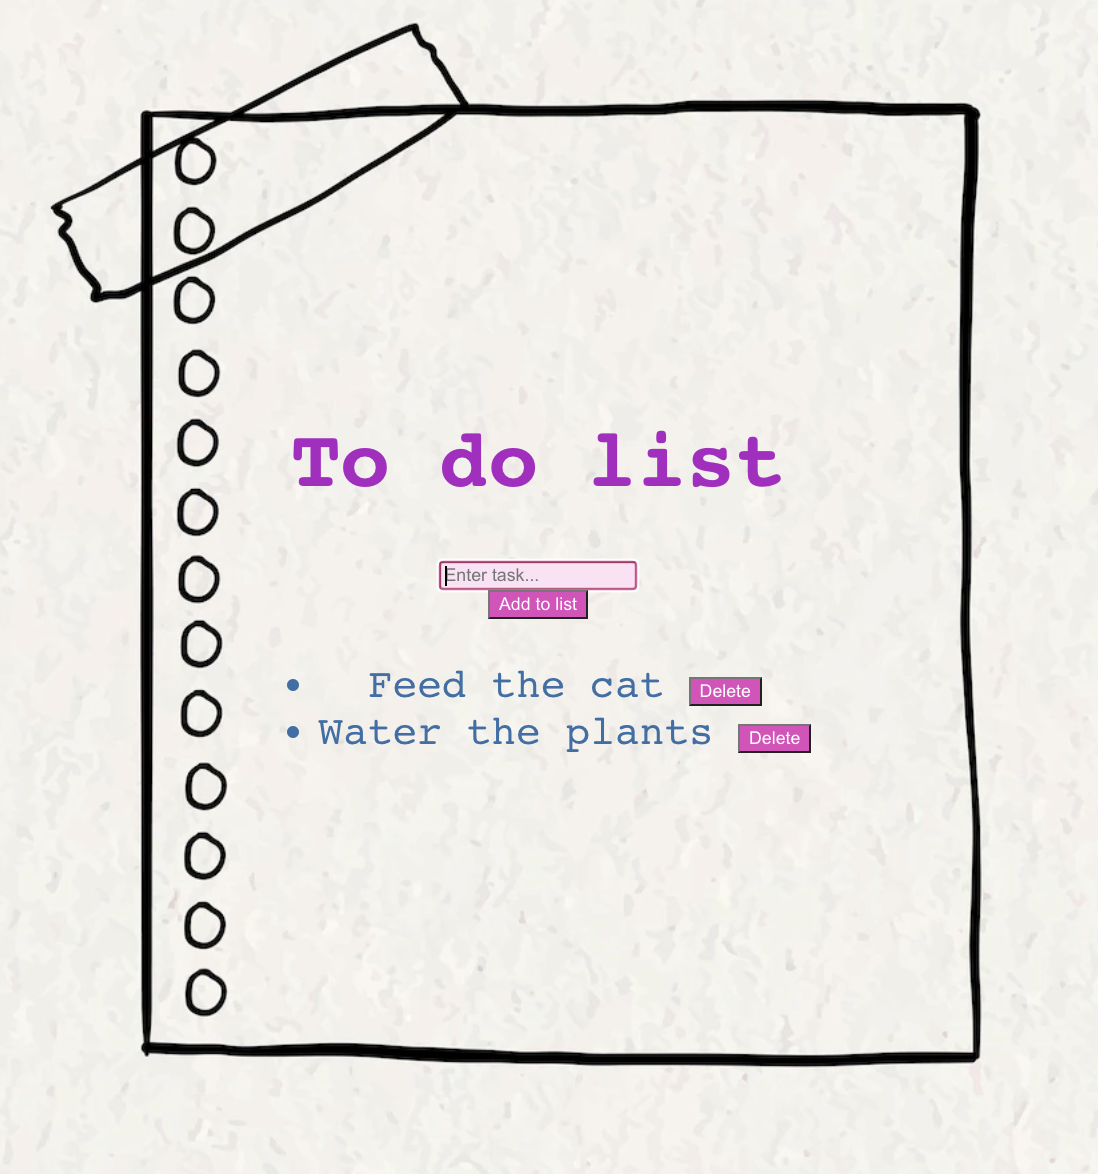 To do list
Enter task...
Add to list
Feed the cat Delete
Water the plants Delete